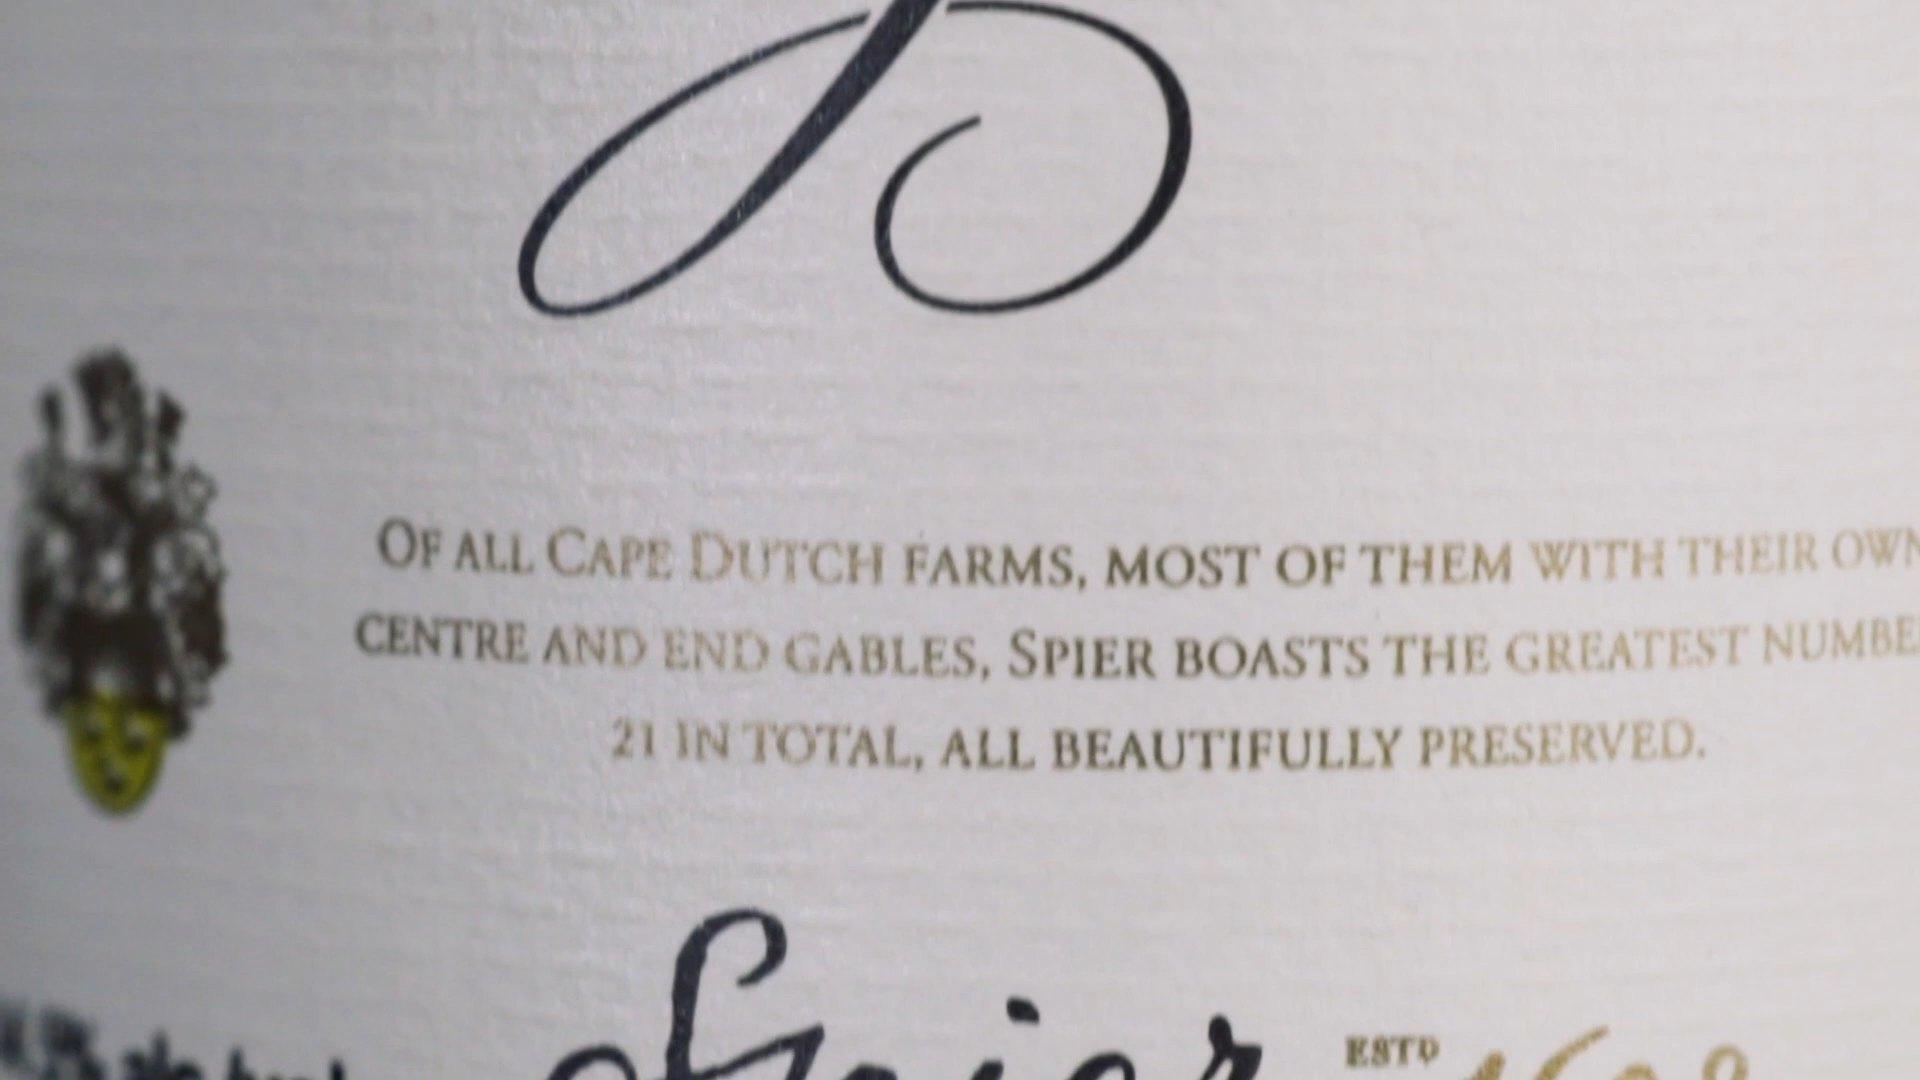 OF ALL CAPE DUTCH FARMS, MOST OF THEM WITH THEIR OWN
CENTRE AND END GABLES, SPIER BOASTS THE GREATEST NUMBE
21 IN TOTAL, ALL BEAUTIFULLY PRESERVED.
Spier ESTD